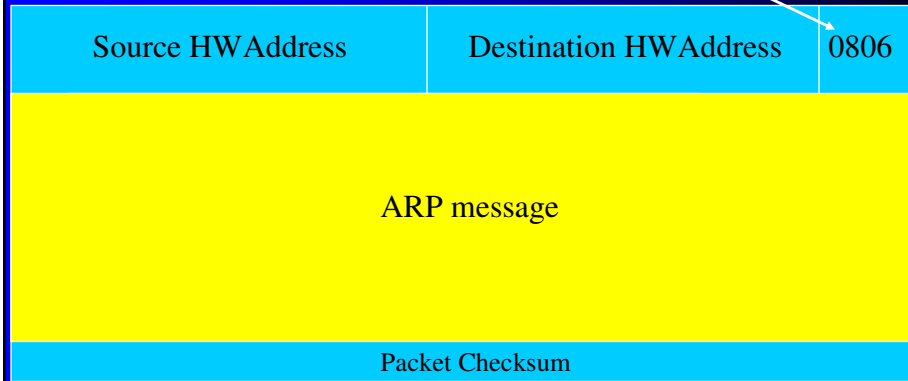 Source HWAddress Destination HWAddress 0806
ARP message
Packet Checksum